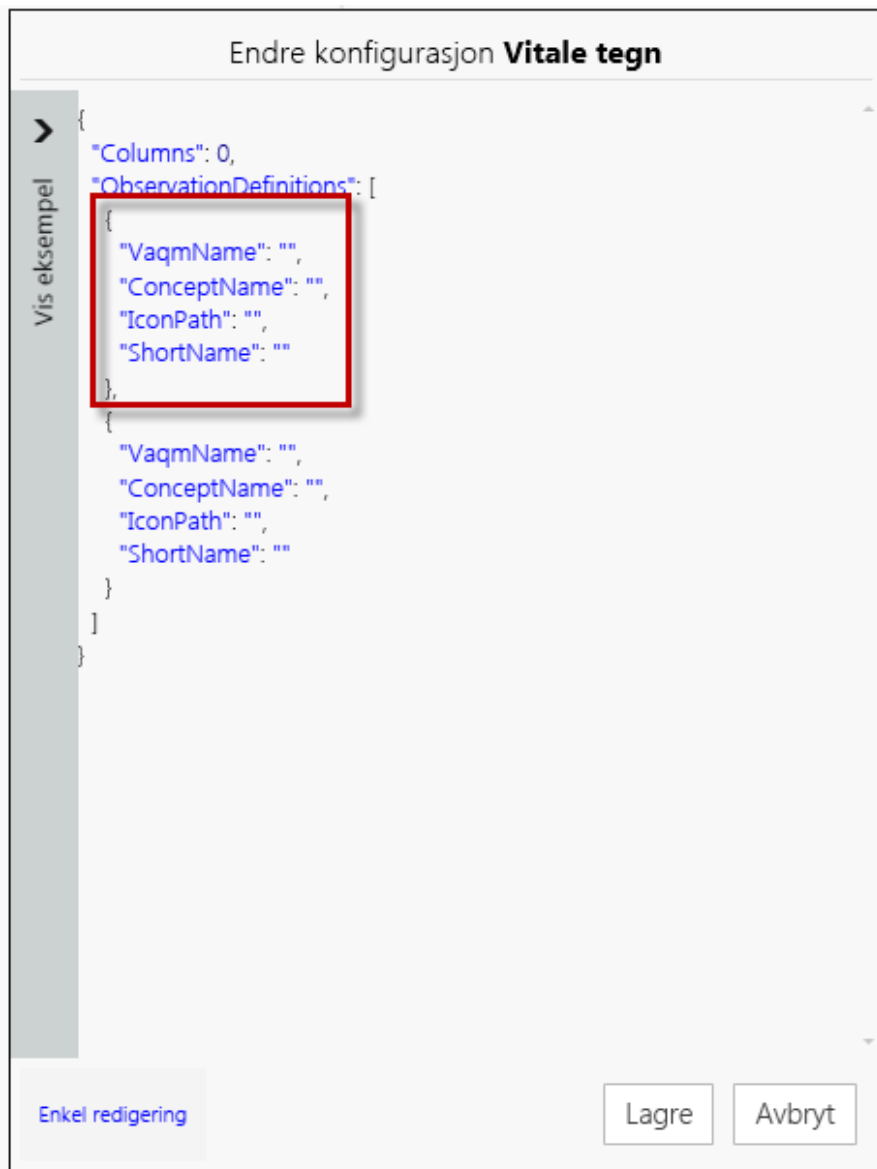 Endre konfigurasjon Vitale tegn
Vis eksempel
{
"Columns": 0,
"ObservationDefinitions": [
{
"VaqmName": "",
"ConceptName": "",
"IconPath": "",
"ShortName": ""
},
{
"VaqmName": "",
"ConceptName": "",
"IconPath": "",
"ShortName": ""
}
]
}
Enkel redigering
Lagre
Avbryt